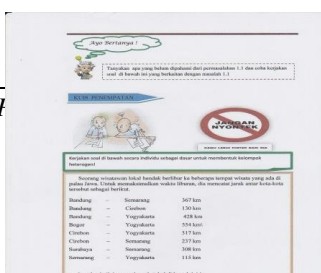 Ayo Bertanya !
Tanyakan apa yang belum dipahami dari permasalahan 1.1 dan coba kerjakan
soal di bawah ini yang berkaitan dengan masalah 1.1
KUIS PENEMPATAN
JANGAN
NYONTEK
Kerjakan soal di bawah secara individu sebagai dasar untuk membentuk kelompok
heterogen!
Seorang wisatawan lokal hendak berlibur ke beberapa tempat wisata yang ada di
pulau Jawa. Untuk memaksimalkan waktu liburan, dia mencatat jarak antar kota-kota
tersebut sebagai berikut.
Bandung – Semarang 367 km
Bandung – Cirebon 130 km
Bandung – Yogyakarta 428 km
Bogor – Yogyakarta 554 km
Cirebon – Yogyakarta 317 km
Cirebon – Semarang 237 km
Surabaya – Semarang 308 km
Semarang – Yogyakarta 115 km